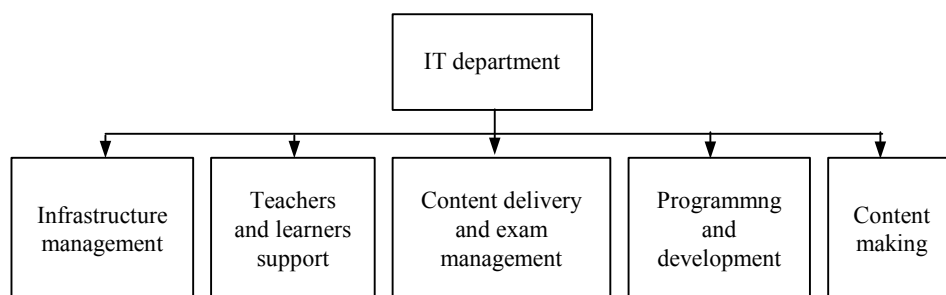 IT department
Infrastructure
management
Teachers
and learners
support
Content delivery
and exam
management
Programmng
and
development
Content
making